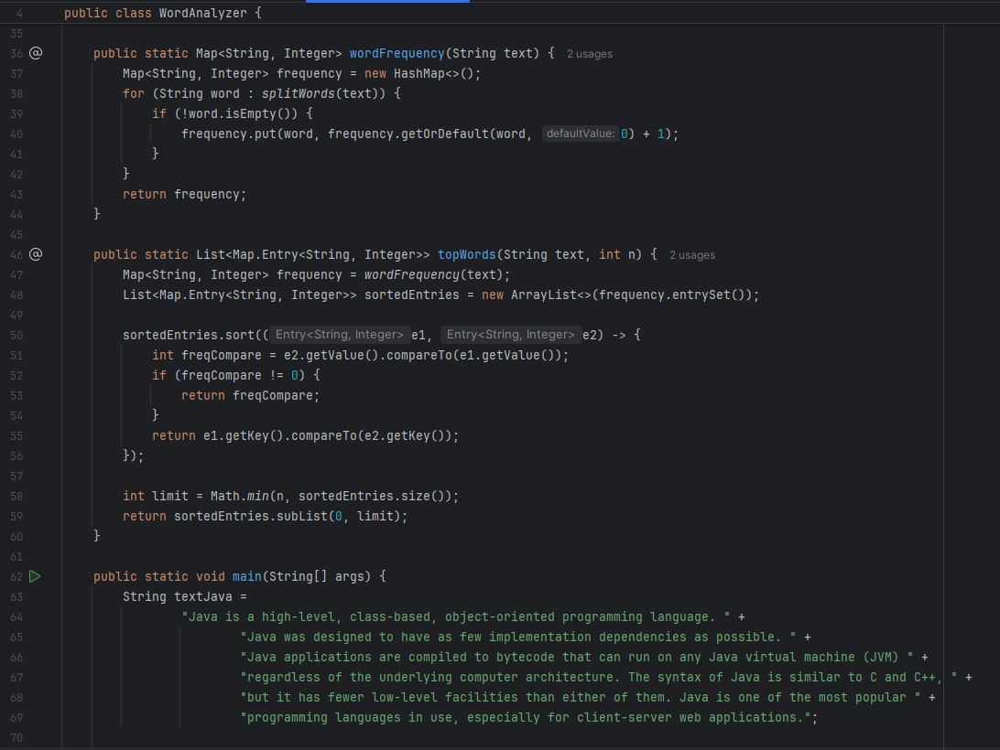 4 public class WordAnalyzer {
35
36 @ public static Map<String, Integer> wordFrequency(String text) { 2 usages
37 Map<String, Integer> frequency = new HashMap<>();
38 for (String word : splitWords(text)) {
39 if (!word.isEmpty()) {
40 frequency.put(word, frequency.getOrDefault(word, defaultValue: 0) + 1);
41 }
42 }
43 return frequency;
44 }
45
46 @ public static List<Map.Entry<String, Integer>> topWords(String text, int n) { 2 usages
47 Map<String, Integer> frequency = wordFrequency(text);
48 List<Map.Entry<String, Integer>> sortedEntries = new ArrayList<>(frequency.entrySet());
49
50 sortedEntries.sort((Entry<String, Integer> e1, Entry<String, Integer> e2) -> {
51 int freqCompare = e2.getValue().compareTo(e1.getValue());
52 if (freqCompare != 0) {
53 return freqCompare;
54 }
55 return e1.getKey().compareTo(e2.getKey());
56 });
57
58 int limit = Math.min(n, sortedEntries.size());
59 return sortedEntries.subList(0, limit);
60 }
61
62 public static void main(String[] args) {
63 String textJava =
64 "Java is a high-level, class-based, object-oriented programming language. " +
65 "Java was designed to have as few implementation dependencies as possible. " +
66 "Java applications are compiled to bytecode that can run on any Java virtual machine (JVM) " +
67 "regardless of the underlying computer architecture. The syntax of Java is similar to C and C++, " +
68 "but it has fewer low-level facilities than either of them. Java is one of the most popular " +
69 "programming languages in use, especially for client-server web applications.";
70